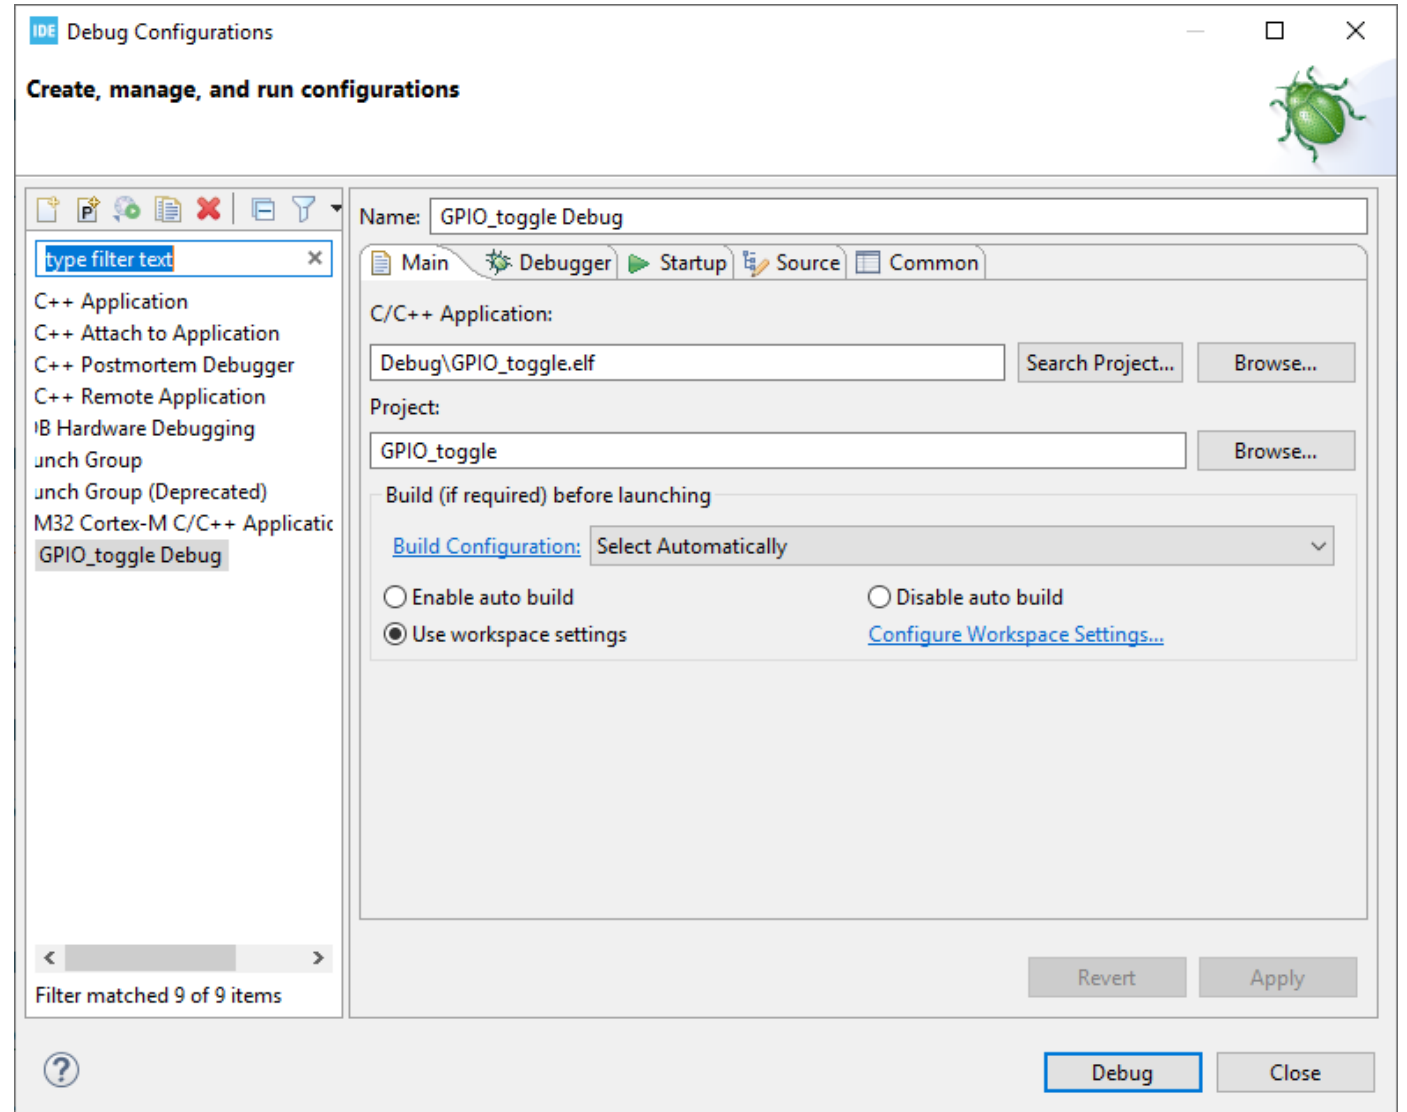 IDE Debug Configurations
Create, manage, and run configurations
Name: GPIO_toggle Debug
type filter text
C++ Application
C++ Attach to Application
C++ Postmortem Debugger
C++ Remote Application
B Hardware Debugging
unch Group
unch Group (Deprecated)
M32 Cortex-M C/C++ Applicatic
GPIO_toggle Debug
Filter matched 9 of 9 items
Main Debugger Startup Source Common
C/C++ Application:
Debug\GPIO_toggle.elf Search Project... Browse...
Project:
GPIO_toggle Browse...
Build (if required) before launching
Build Configuration: Select Automatically
Enable auto build Disable auto build
Use workspace settings Configure Workspace Settings...
Revert Apply
? Debug Close